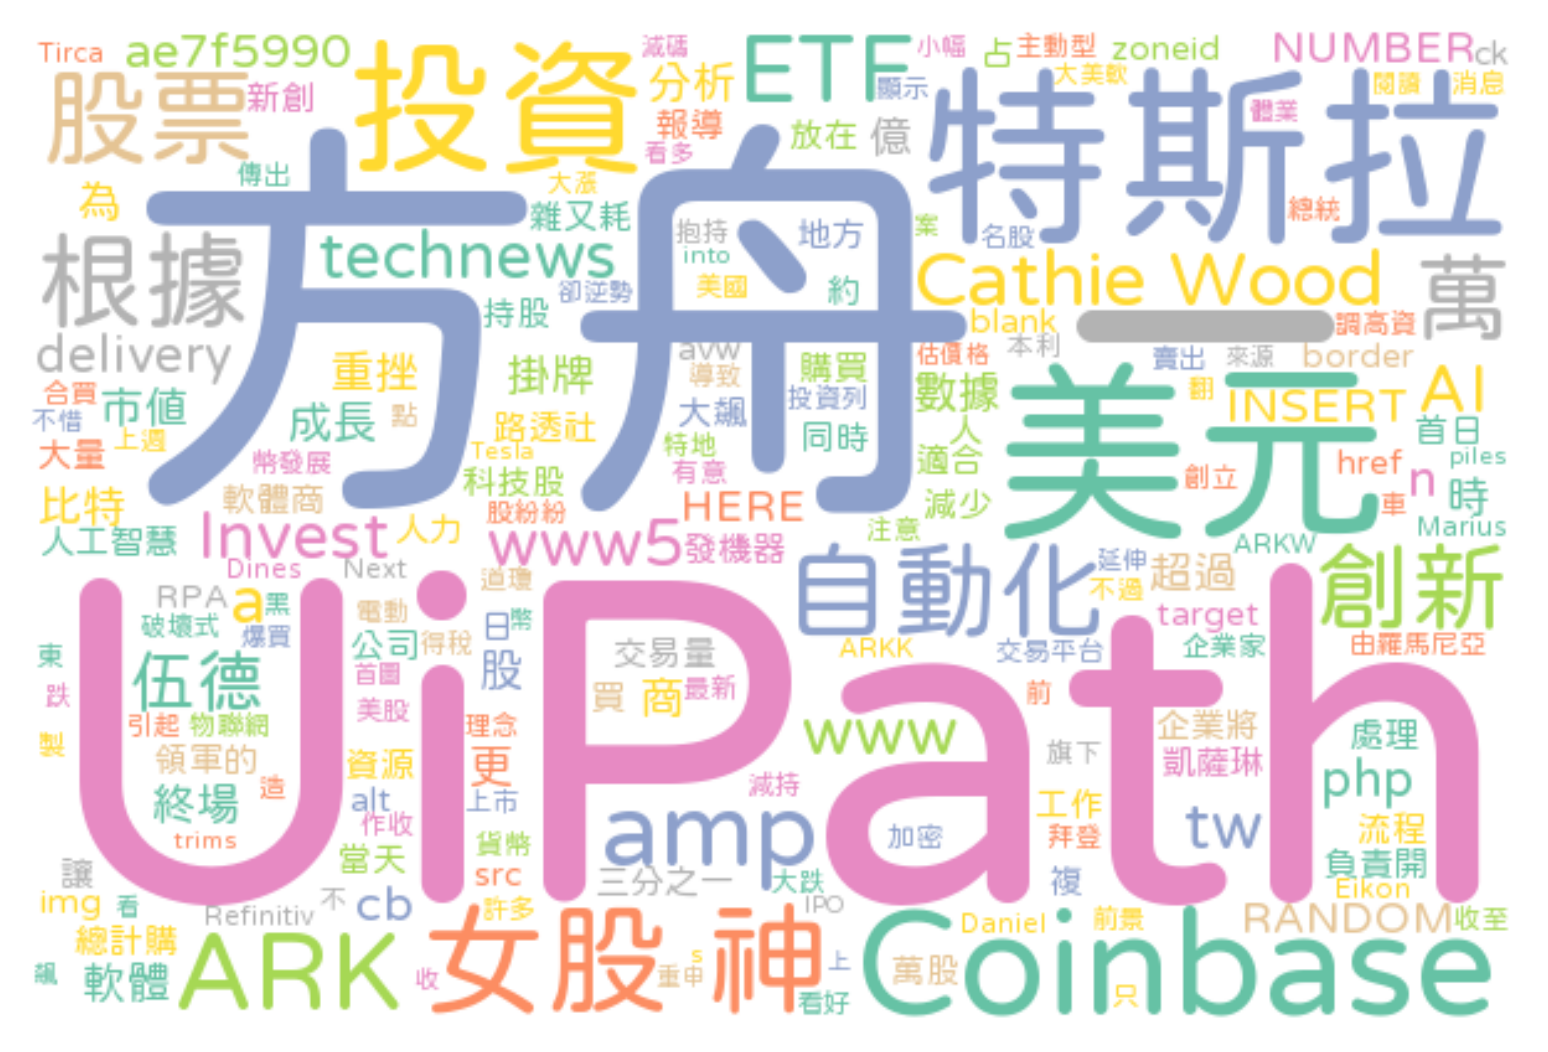 Tirca ae7f5990 投資 減碼 ETF 小幅 占 主動型 zoneid NUMBER ck
股票 新創 分析 顯示 大美軟 閱讀 消息
報導 放在 億 特斯拉 體業
傳出 看多
為 大漲 雜又耗 總統
方舟 抱持 地方 案 名股
根據 technews into
卻逆勢 美國 約 Cathie Wood 萬
持股 blank 一 調高資
delivery 重挫 掛牌 avw 購買 估價格 本利 賣出 來源 border
合買 市值 導致 投資列 數據 美元 翻 INSERT AI
不借 成長 點 大飆 人 首日
大量 上週 路透社 特地 同時 適合 創立 href piles
幣發展 Tesla 有意 n
比特 軟體商 科技股 HERE 減少 車 時
股紛紛 Marius
人工智慧 Invest 人力 www5 發機器 注意 ARKW
Dines Next 道瓊 自動化 延伸 超過 創新
RPA a 黑 電動 不過
破壞式 爆買 日 幣 target
東 公司 得稅 交易量 ARKK 交易平台 企業家 由羅馬尼亞
伍德 首圖 股
跌 美股 買 商 最新 前
引起 物聯網 理念 www 企業將
製 領軍的 資源 更 旗下 處理
造 凱薩琳
終場 alt 上市 減持 工作 php
作收 amp tw
trims 貨幣 加密 拜登 流程
當天 負責開
讓 src 三分之一 大跌 複
UiPath
img 看 Refinitiv 不 cb 許多 IPO Eikon
總計購 Daniel 前景 RANDOM 收至
飆 軟體 ARK 收 女股神 重申 s 上 Coinbase
萬股
看好 只